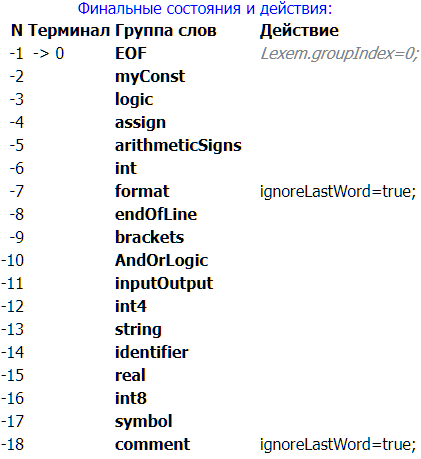 Финальные состояния и действия:
N Терминал Группа слов Действие
-1 -> 0 EOF Lexem.groupIndex=0;
-2 myConst
-3 logic
-4 assign
-5 arithmeticSigns
-6 int
-7 format ignoreLastWord=true;
-8 endOfLine
-9 brackets
-10 AndOrLogic
-11 inputOutput
-12 int4
-13 string
-14 identifier
-15 real
-16 int8
-17 symbol
-18 comment ignoreLastWord=true;